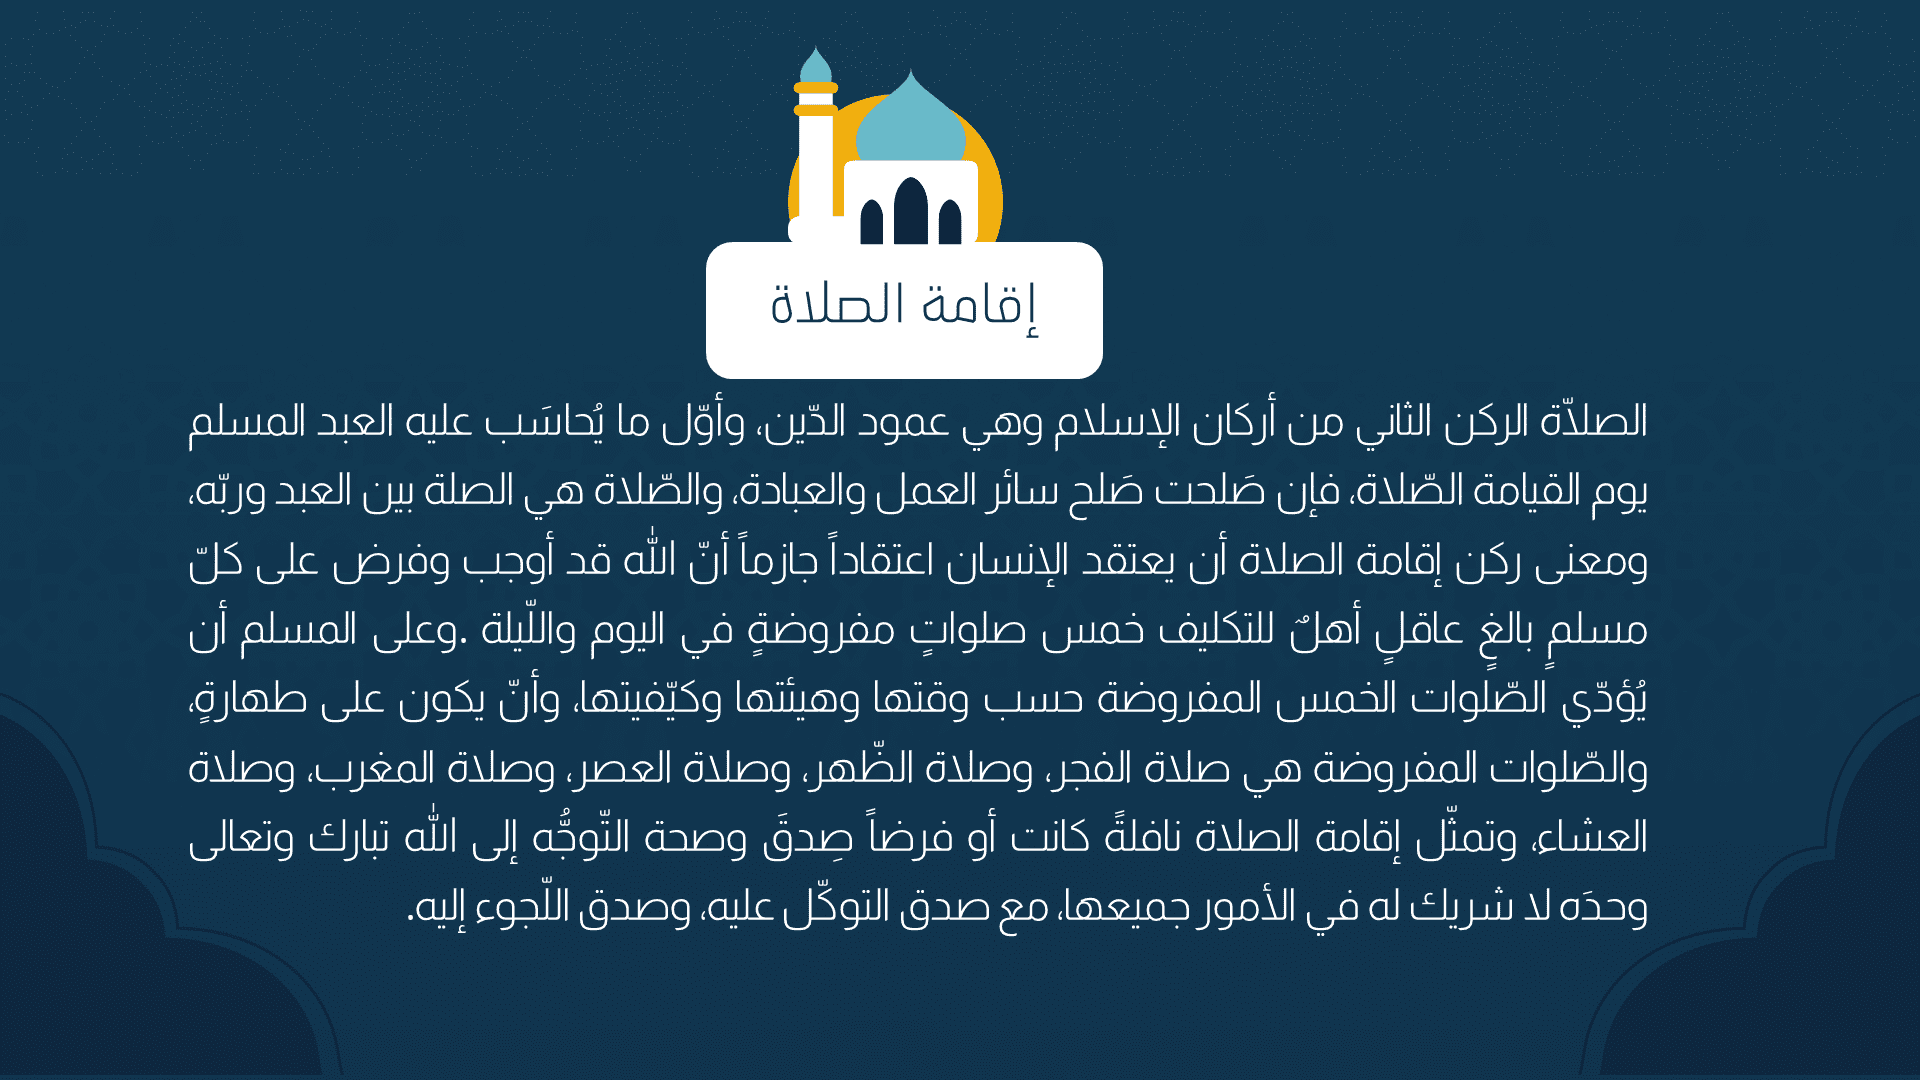 إقامة الصلاة
الصلاّة الركن الثاني من أركان الإسلام وهي عمود الدّين، وأوّل ما يُحاسَب عليه العبد المسلم
يوم القيامة الصّلاة، فإن صَلحت صَلح سائر العمل والعبادة، والصّلاة هي الصلة بين العبد وربّه،
ومعنى ركن إقامة الصلاة أن يعتقد الإنسان اعتقاداً جازماً أنّ الله قد أوجب وفرض على كلّ
مسلمٍ بالغٍ عاقلٍ أهلٌ للتكليف خمس صلواتٍ مفروضةٍ في اليوم واللّيلة .وعلى المسلم أن
يُؤدّي الصّلوات الخمس المفروضة حسب وقتها وهيئتها وكيّفيتها، وأنّ يكون على طهارةٍ،
والصّلوات المفروضة هي صلاة الفجر، وصلاة الظّهر، وصلاة العصر، وصلاة المغرب، وصلاة
العشاء، وتمثّل إقامة الصلاة نافلةً كانت أو فرضاً صِدقَ وصحة التّوجُّه إلى الله تبارك وتعالى
وحدَه لا شريك له في الأمور جميعها، مع صدق التوكّل عليه، وصدق اللّجوء إليه.